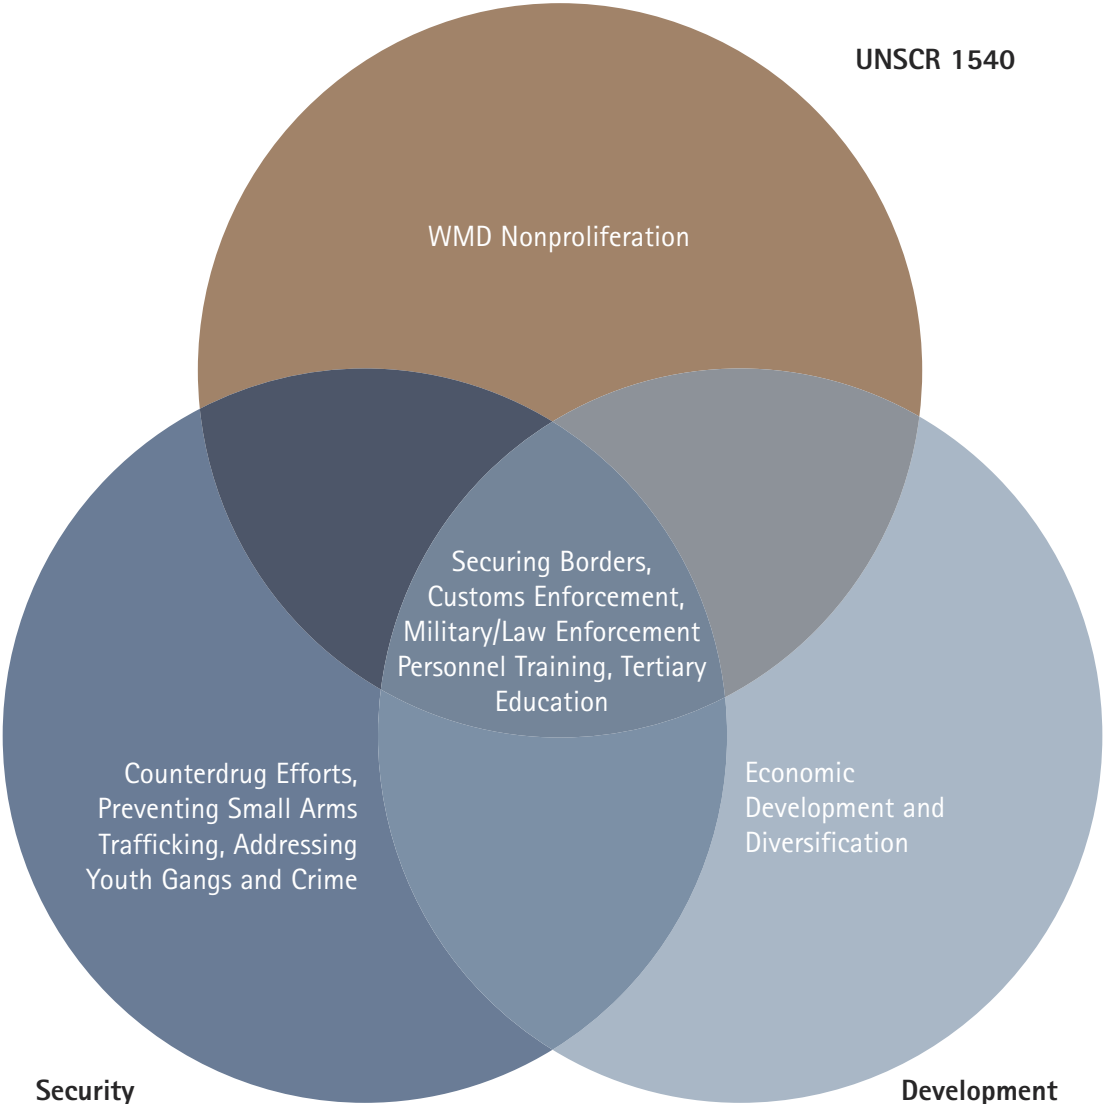 UNSCR 1540
WMD Nonproliferation
Securing Borders,
Customs Enforcement,
Military/Law Enforcement
Personnel Training, Tertiary
Education
Counterdrug Efforts,
Preventing Small Arms
Trafficking, Addressing
Youth Gangs and Crime
Economic
Development and
Diversification
Security
Development